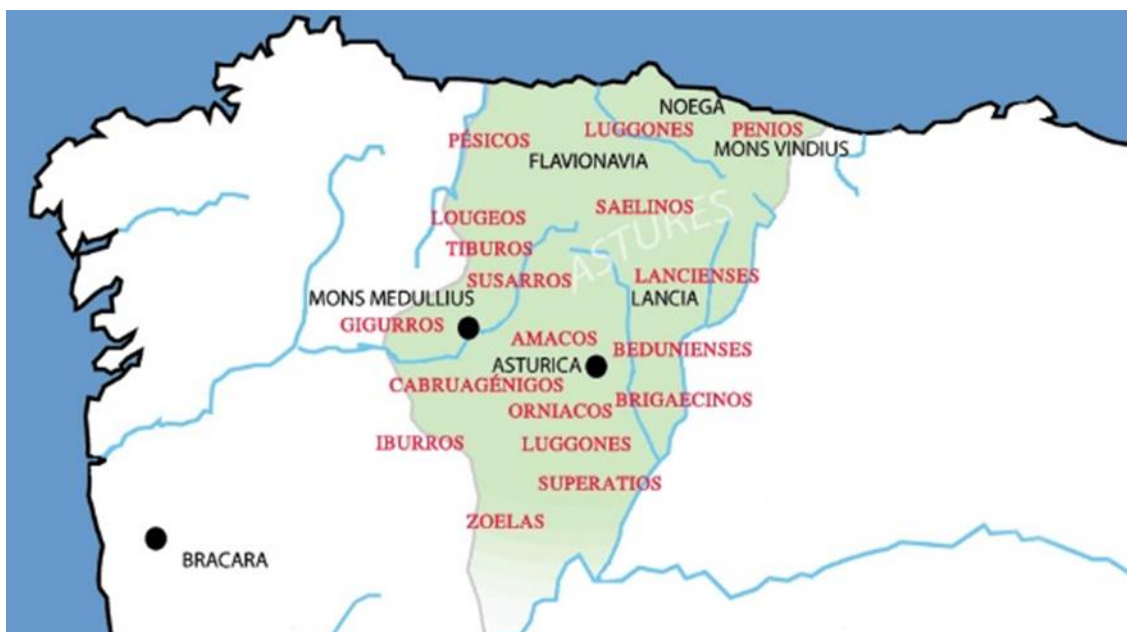 NOEGA
LUGGONES
PENIOS
PÉSICOS
MONS VINDIUS
FLAVIONAVIA
SAELINOS
LOUGEOS
ASTURES
TIBUROS
SUSARROS
LANCIENSES
MONS MEDULLIUS
LANCIA
GIGURROS
AMACOS
BEDUNIENSES
ASTURICA
CABRUAGÉNIGOS
BRIGAECINOS
ORNIACOS
IBURROS
LUGGONES
SUPERATIOS
ZOELAS
BRACARA